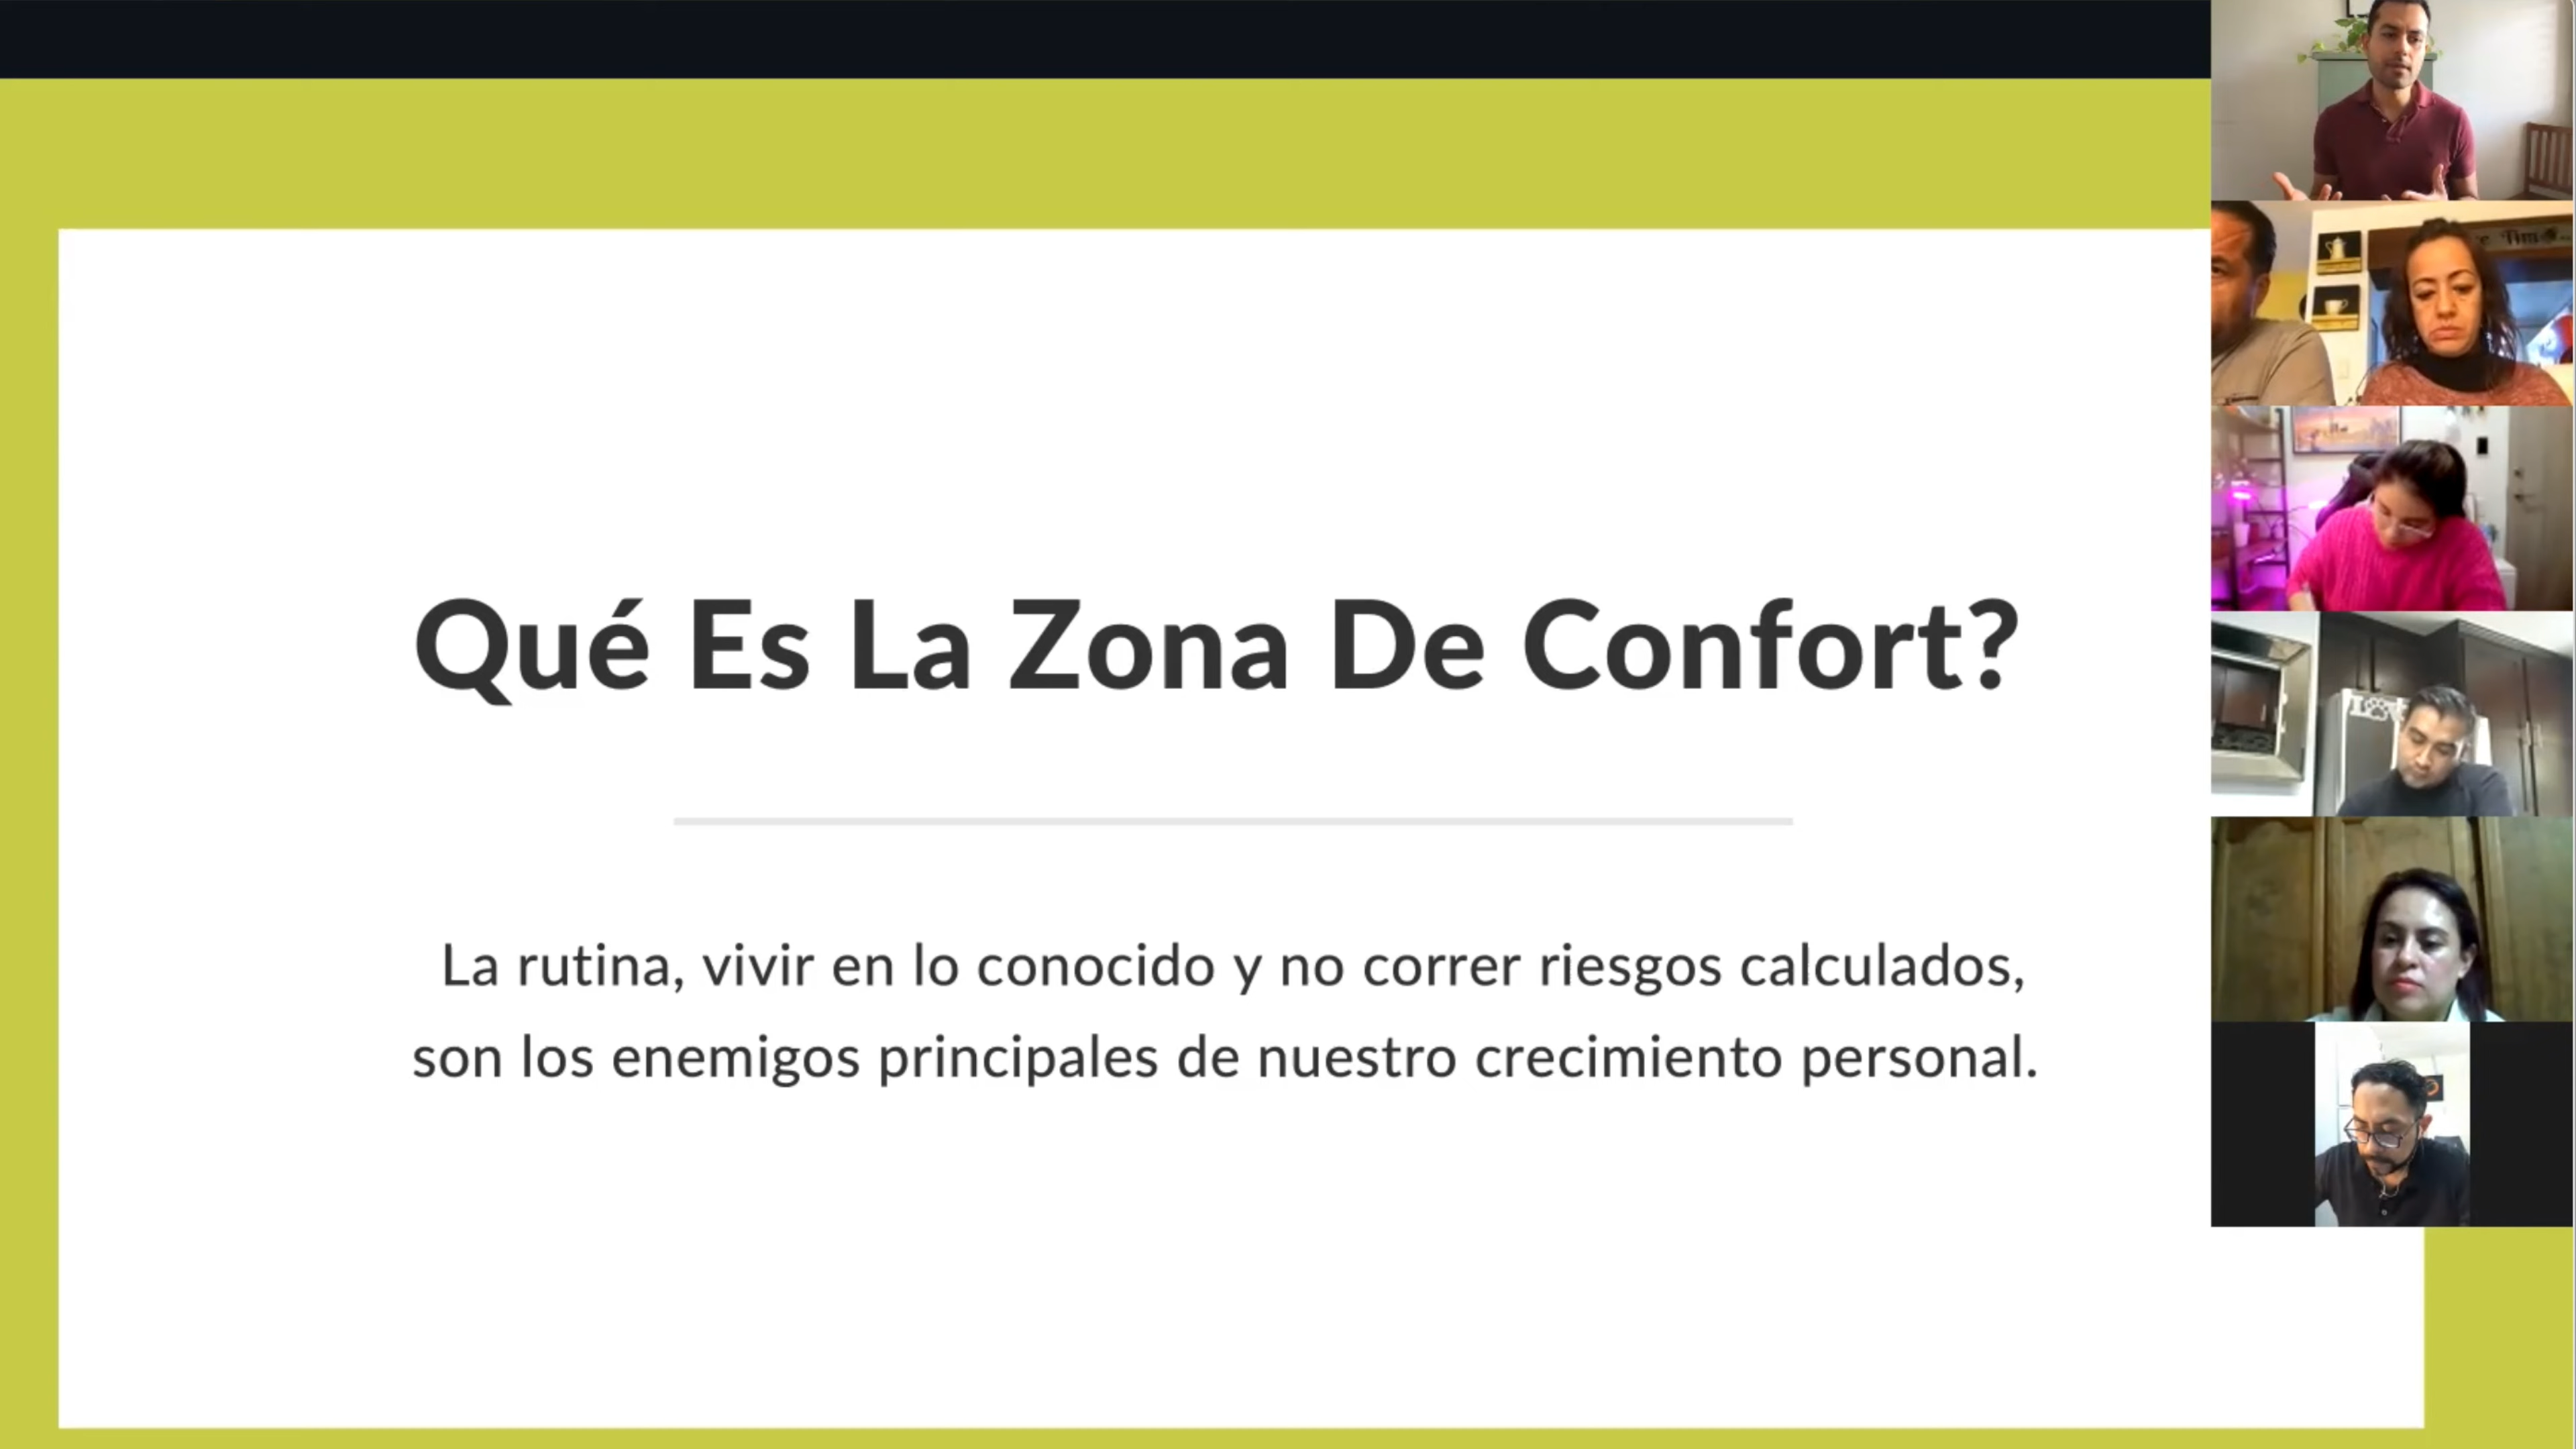 Qué Es La Zona De Confort?
La rutina, vivir en lo conocido y no correr riesgos calculados,
son los enemigos principales de nuestro crecimiento personal.